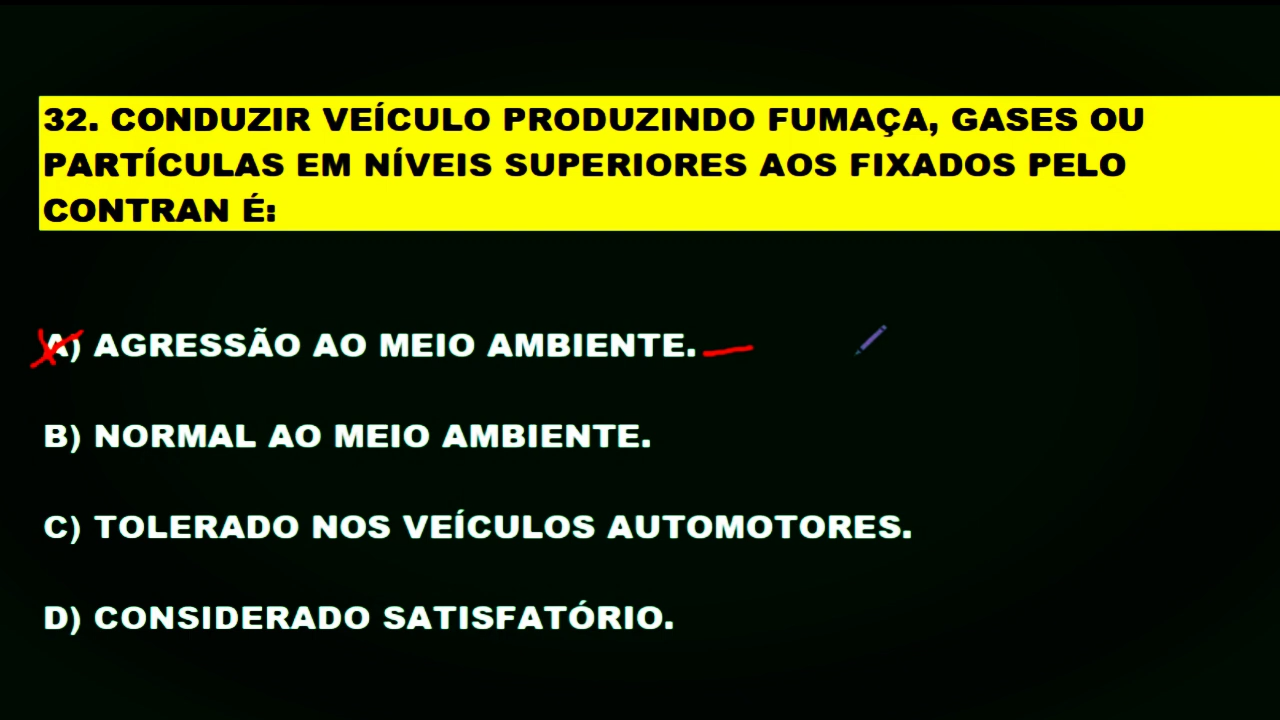 32. CONDUZIR VEÍCULO PRODUZINDO FUMAÇA, GASES OU
PARTÍCULAS EM NÍVEIS SUPERIORES AOS FIXADOS PELO
CONTRAN É:
A) AGRESSÃO AO MEIO AMBIENTE.
B) NORMAL AO MEIO AMBIENTE.
C) TOLERADO NOS VEÍCULOS AUTOMOTORES.
D) CONSIDERADO SATISFATÓRIO.